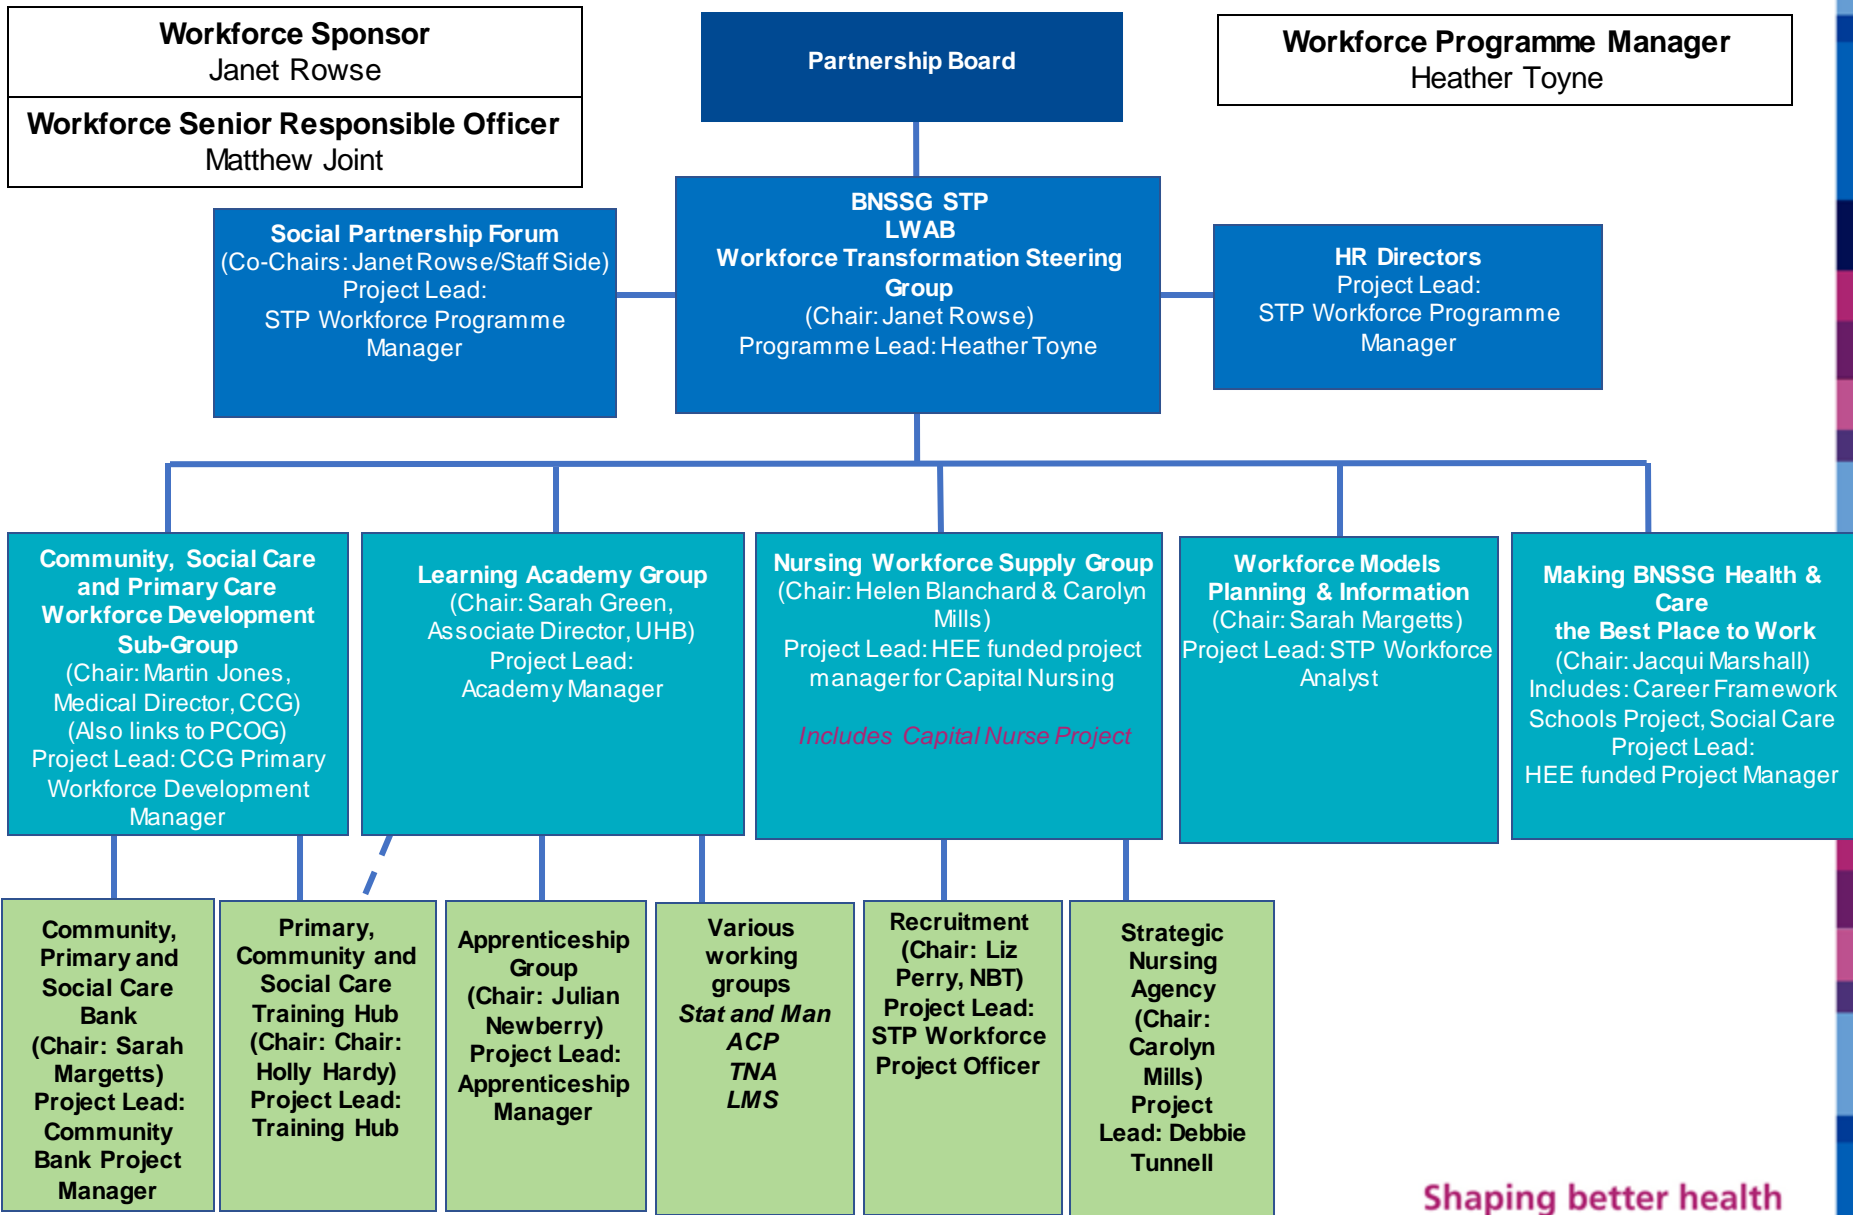 Workforce Sponsor
Janet Rowse
Workforce Senior Responsible Officer
Matthew Joint
Partnership Board
Workforce Programme Manager
Heather Toyne
Social Partnership Forum
(Co-Chairs: Janet Rowse/Staff Side)
Project Lead:
STP Workforce Programme
Manager
BNSSG STP
LWAB
Workforce Transformation Steering
Group
(Chair: Janet Rowse)
Programme Lead: Heather Toyne
HR Directors
Project Lead:
STP Workforce Programme
Manager
Community, Social Care
and Primary Care
Workforce Development
Sub-Group
(Chair: Martin Jones,
Medical Director, CCG)
(Also links to PCOG)
Project Lead: CCG Primary
Workforce Development
Manager
Learning Academy Group
(Chair: Sarah Green,
Associate Director, UHB)
Project Lead:
Academy Manager
Nursing Workforce Supply Group
(Chair: Helen Blanchard & Carolyn
Mills)
Project Lead: HEE funded project
manager for Capital Nursing
Includes Capital Nurse Project
Workforce Models
Planning & Information
(Chair: Sarah Margetts)
Project Lead: STP Workforce
Analyst
Making BNSSG Health &
Care
the Best Place to Work
(Chair: Jacqui Marshall)
Includes: Career Framework
Schools Project, Social Care
Project Lead:
HEE funded Project Manager
Community,
Primary and
Social Care
Bank
(Chair: Sarah
Margetts)
Project Lead:
Community
Bank Project
Manager
Primary,
Community and
Social Care
Training Hub
(Chair: Chair:
Holly Hardy)
Project Lead:
Training Hub
Apprenticeship
Group
(Chair: Julian
Newberry)
Project Lead:
Apprenticeship
Manager
Various
working
groups
Stat and Man
ACP
TNA
LMS
Recruitment
(Chair: Liz
Perry, NBT)
Project Lead:
STP Workforce
Project Officer
Strategic
Nursing
Agency
(Chair:
Carolyn
Mills)
Project
Lead: Debbie
Tunnell
Shaping better health